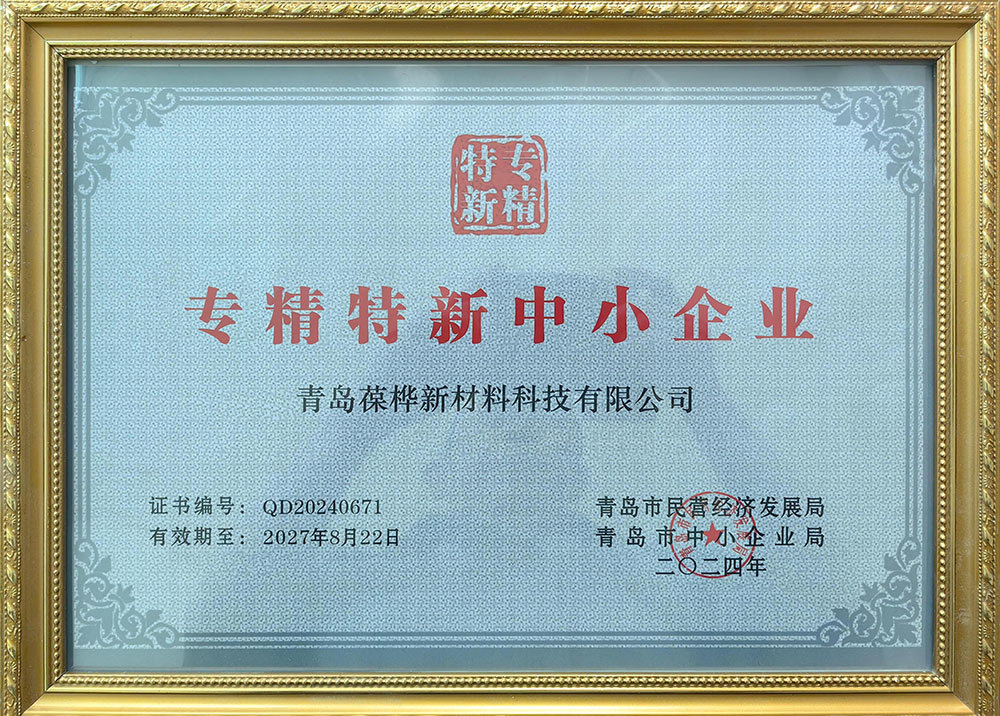 专精
特新
专精特新中小企业
青岛葆桦新材料科技有限公司
证书编号：QD20240671
有效期至：2027年8月22日
青岛市民营经济发展局
青岛市中小企业局
二〇二四年